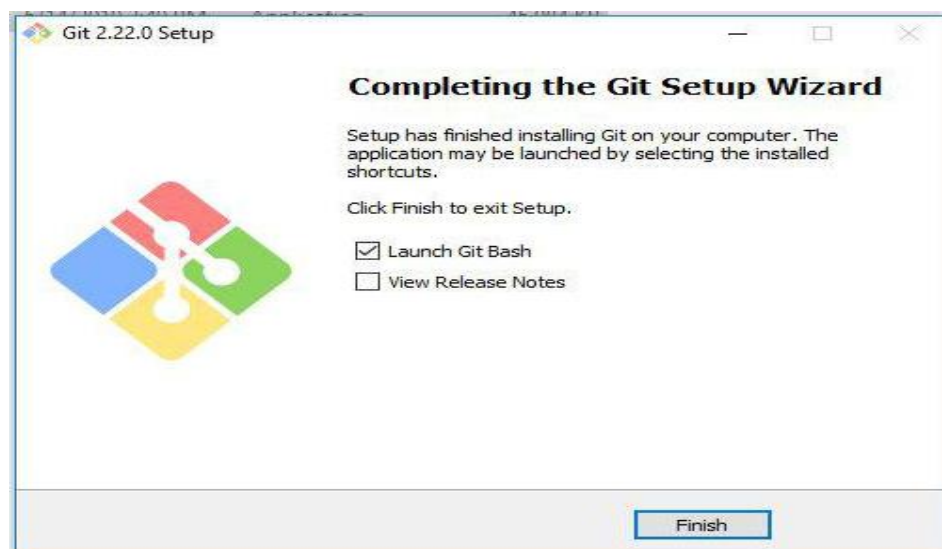 Git 2.22.0 Setup
Completing the Git Setup Wizard
Setup has finished installing Git on your computer. The
application may be launched by selecting the installed
shortcuts.
Click Finish to exit Setup.
Launch Git Bash
View Release Notes
Finish